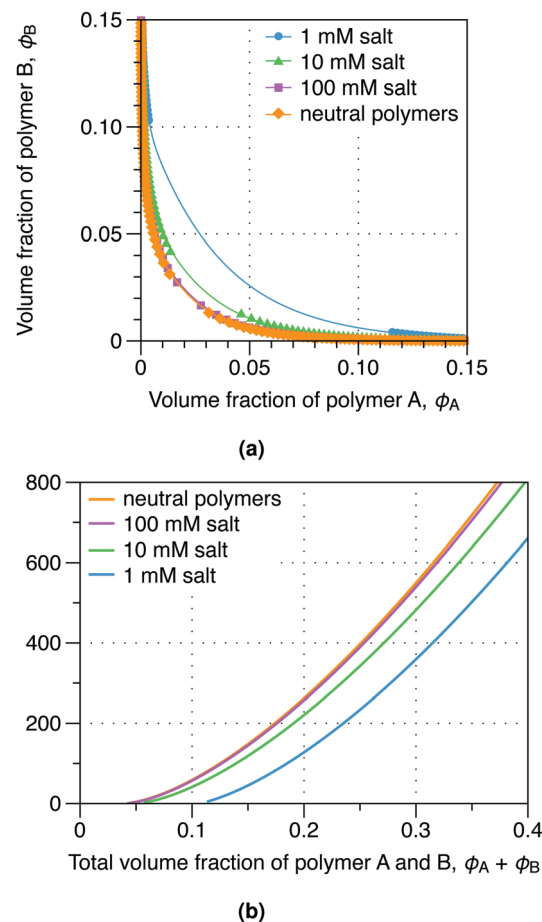 0.15
0.10
0.05
0
Volume fraction of polymer B, ϕB
1 mM salt
10 mM salt
100 mM salt
neutral polymers
0 0.05 0.10 0.15
Volume fraction of polymer A, ϕA
(a)
800
600
400
200
0
neutral polymers
100 mM salt
10 mM salt
1 mM salt
0 0.1 0.2 0.3 0.4
Total volume fraction of polymer A and B, ϕA + ϕB
(b)